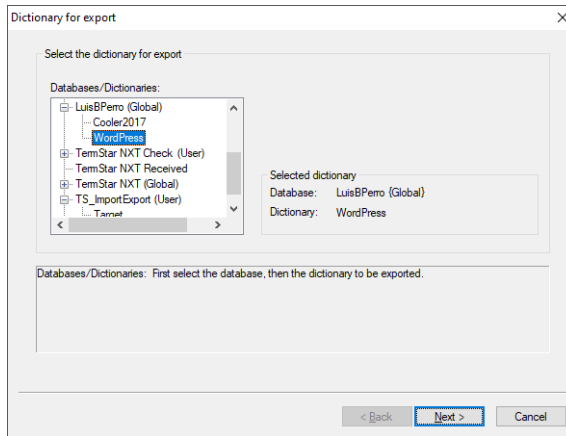 Dictionary for export
Select the dictionary for export
Databases/Dictionaries:
LuisBPerro (Global)
Cooler2017
WordPress
TermStar NXT Check (User)
TermStar NXT Received
TermStar NXT (Global)
TS_ImportExport (User)
Target
Selected dictionary
Database: LuisBPerro {Global}
Dictionary: WordPress
Databases/Dictionaries: First select the database, then the dictionary to be exported.
< Back
Next >
Cancel